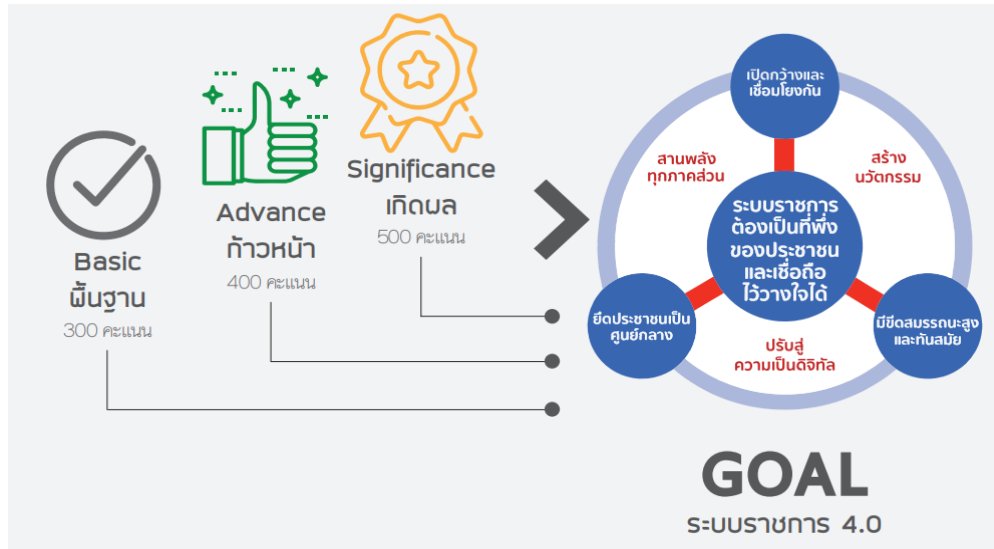 Basic
พื้นฐาน
300 คะแนน
Advance
ก้าวหน้า
400 คะแนน
Significance
เกิดผล
500 คะแนน
เปิดกว้างและ
เชื่อมโยงกัน
สานพลัง
ทุกภาคส่วน
สร้าง
นวัตกรรม
ระบบราชการ
ต้องเป็นที่พึ่ง
ของประชาชน
และเชื่อถือ
ไว้วางใจได้
ยึดประชาชนเป็น
ศูนย์กลาง
มีขีดสมรรถนะสูง
และทันสมัย
ปรับสู่
ความเป็นดิจิทัล
GOAL
ระบบราชการ 4.0